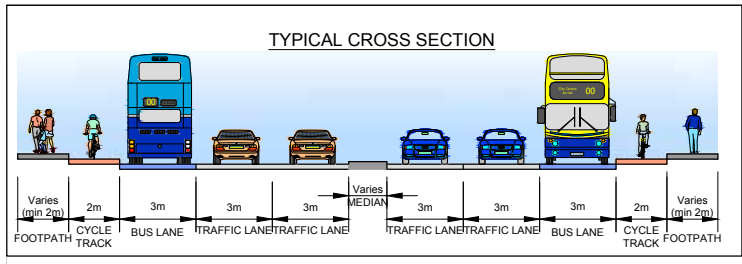 TYPICAL CROSS SECTION
00
City Centre
00
Varies
(min 2m)
2m
3m
3m
3m
Varies
MEDIAN
3m
3m
3m
2m
Varies
(min 2m)
FOOTPATH
CYCLE
TRACK
BUS LANE
TRAFFIC LANE
TRAFFIC LANE
TRAFFIC LANE
TRAFFIC LANE
BUS LANE
CYCLE
TRACK
FOOTPATH